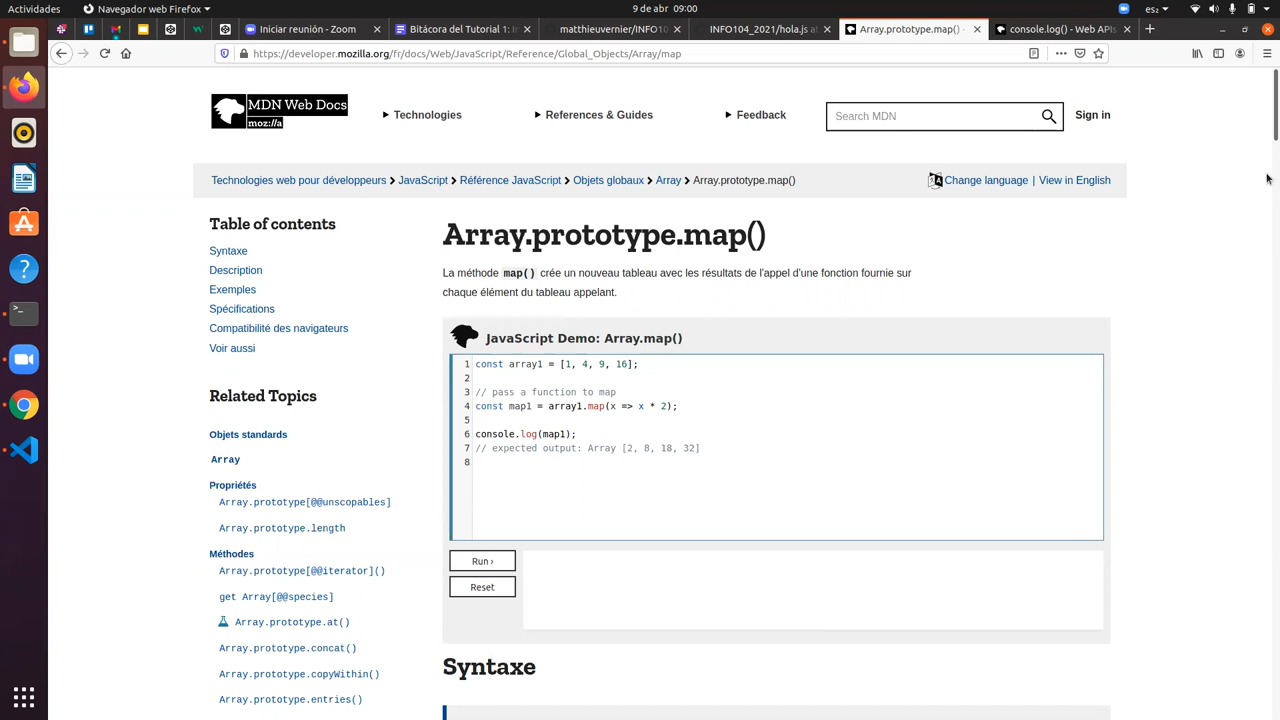 Actividades
Navegador web Firefox
9 de abr 09:00
es7
Iniciar reunión - Zoom
Bitácora del Tutorial 1: In
matthieuvernier/INFO10
INFO104_2021/hola.js at
Array.prototype.map() -
console.log() - Web APIs
https://developer.mozilla.org/fr/docs/Web/JavaScript/Reference/Global_Objects/Array/map
MDN Web Docs
moz://a
Technologies
References & Guides
Feedback
Search MDN
Sign in
Technologies web pour développeurs
JavaScript
Référence JavaScript
Objets globaux
Array
Array.prototype.map()
Change language | View in English
Table of contents
Syntaxe
Description
Exemples
Spécifications
Compatibilité des navigateurs
Voir aussi
Related Topics
Objets standards
Array
Propriétés
Array.prototype[@@unscopables]
Array.prototype.length
Méthodes
Array.prototype[@@iterator]()
get Array[@@species]
Array.prototype.at()
Array.prototype.concat()
Array.prototype.copyWithin()
Array.prototype.entries()
Array.prototype.map()
La méthode map() crée un nouveau tableau avec les résultats de l'appel d'une fonction fournie sur
chaque élément du tableau appelant.
JavaScript Demo: Array.map()
1 const array1 = [1, 4, 9, 16];
2
3 // pass a function to map
4 const map1 = array1.map(x => x * 2);
5
6 console.log(map1);
7 // expected output: Array [2, 8, 18, 32]
8
Run ›
Reset
Syntaxe